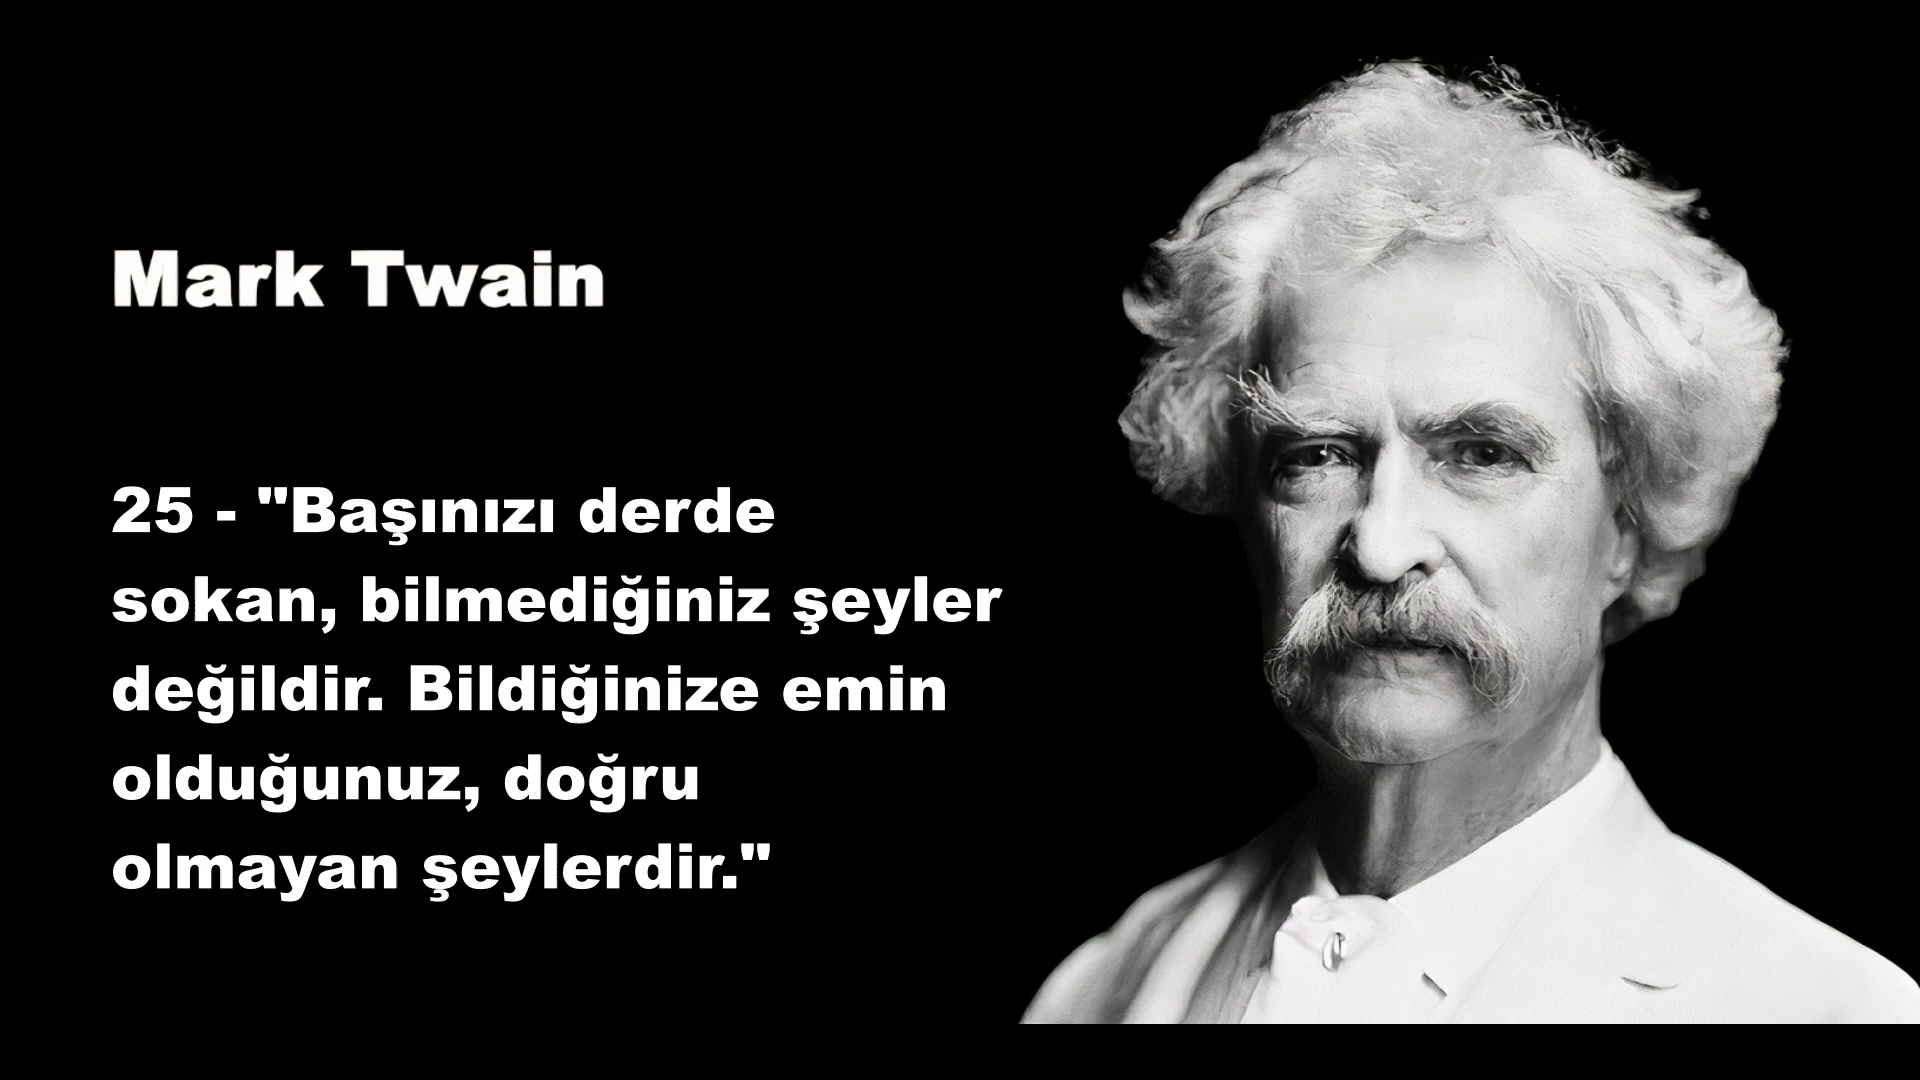 Mark Twain
25 - "Başınızı derde
sokan, bilmediğiniz şeyler
değildir. Bildiğinize emin
olduğunuz, doğru
olmayan şeylerdir."